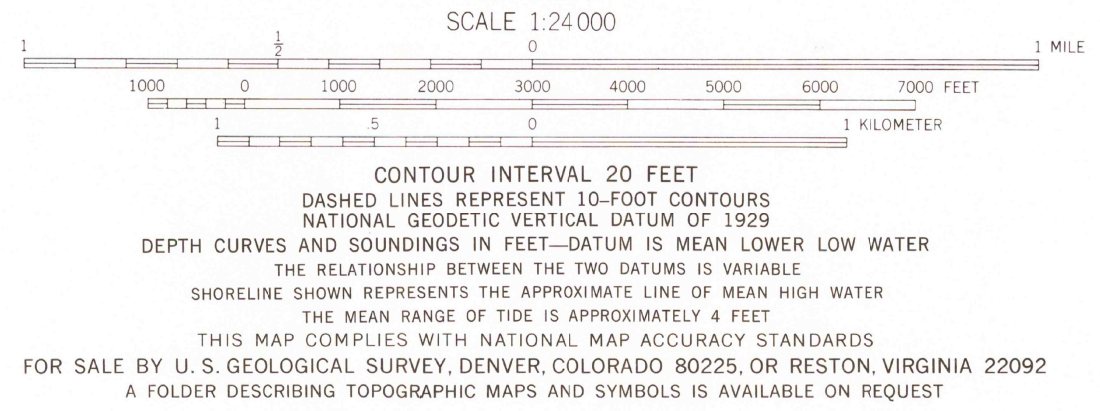 SCALE 1:24 000
1 1/2 0 1 MILE
1000 0 1000 2000 3000 4000 5000 6000 7000 FEET
1 .5 0 1 KILOMETER
CONTOUR INTERVAL 20 FEET
DASHED LINES REPRESENT 10–FOOT CONTOURS
NATIONAL GEODETIC VERTICAL DATUM OF 1929
DEPTH CURVES AND SOUNDINGS IN FEET—DATUM IS MEAN LOWER LOW WATER
THE RELATIONSHIP BETWEEN THE TWO DATUMS IS VARIABLE
SHORELINE SHOWN REPRESENTS THE APPROXIMATE LINE OF MEAN HIGH WATER
THE MEAN RANGE OF TIDE IS APPROXIMATELY 4 FEET
THIS MAP COMPLIES WITH NATIONAL MAP ACCURACY STANDARDS
FOR SALE BY U. S. GEOLOGICAL SURVEY, DENVER, COLORADO 80225, OR RESTON, VIRGINIA 22092
A FOLDER DESCRIBING TOPOGRAPHIC MAPS AND SYMBOLS IS AVAILABLE ON REQUEST